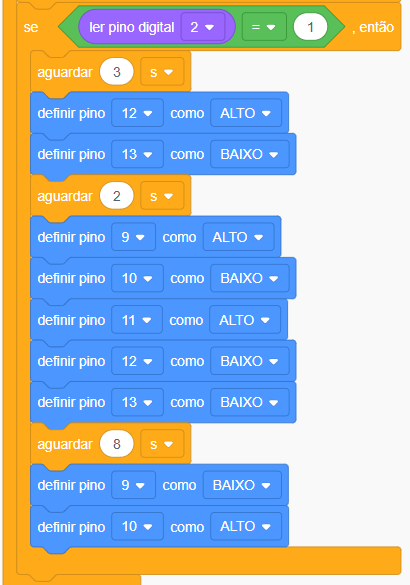 se ler pino digital 2 = 1 , então
aguardar 3 s
definir pino 12 como ALTO
definir pino 13 como BAIXO
aguardar 2 s
definir pino 9 como ALTO
definir pino 10 como BAIXO
definir pino 11 como ALTO
definir pino 12 como BAIXO
definir pino 13 como BAIXO
aguardar 8 s
definir pino 9 como BAIXO
definir pino 10 como ALTO